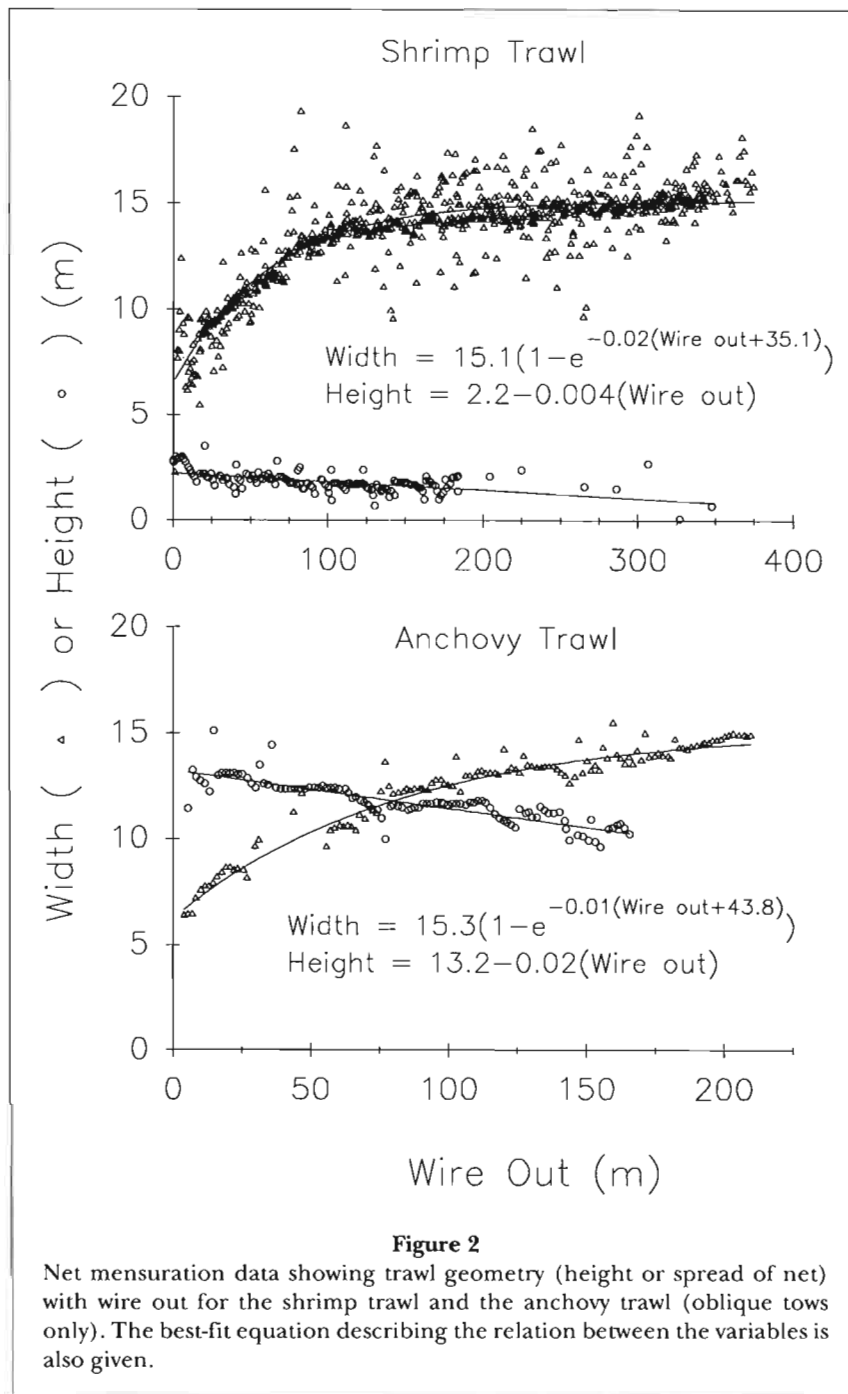 Shrimp Trawl
20
15
10
5
0
Width = 15.1(1−e^−0.02(Wire out+35.1))
Height = 2.2−0.004(Wire out)
0 100 200 300 400
Width ( ▵ ) or Height ( ○ ) (m)
Anchovy Trawl
20
15
10
5
0
Width = 15.3(1−e^−0.01(Wire out+43.8))
Height = 13.2−0.02(Wire out)
0 50 100 150 200
Wire Out (m)
Figure 2
Net mensuration data showing trawl geometry (height or spread of net)
with wire out for the shrimp trawl and the anchovy trawl (oblique tows
only). The best-fit equation describing the relation between the variables is
also given.